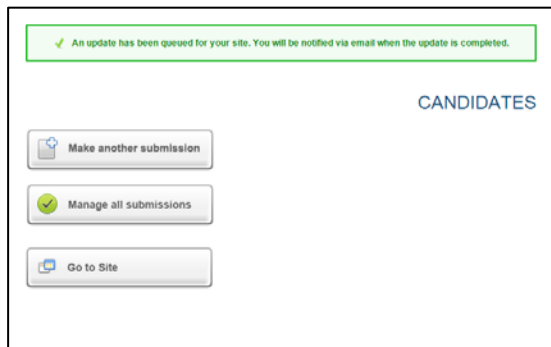 An update has been queued for your site. You will be notified via email when the update is completed.
CANDIDATES
Make another submission
Manage all submissions
Go to Site